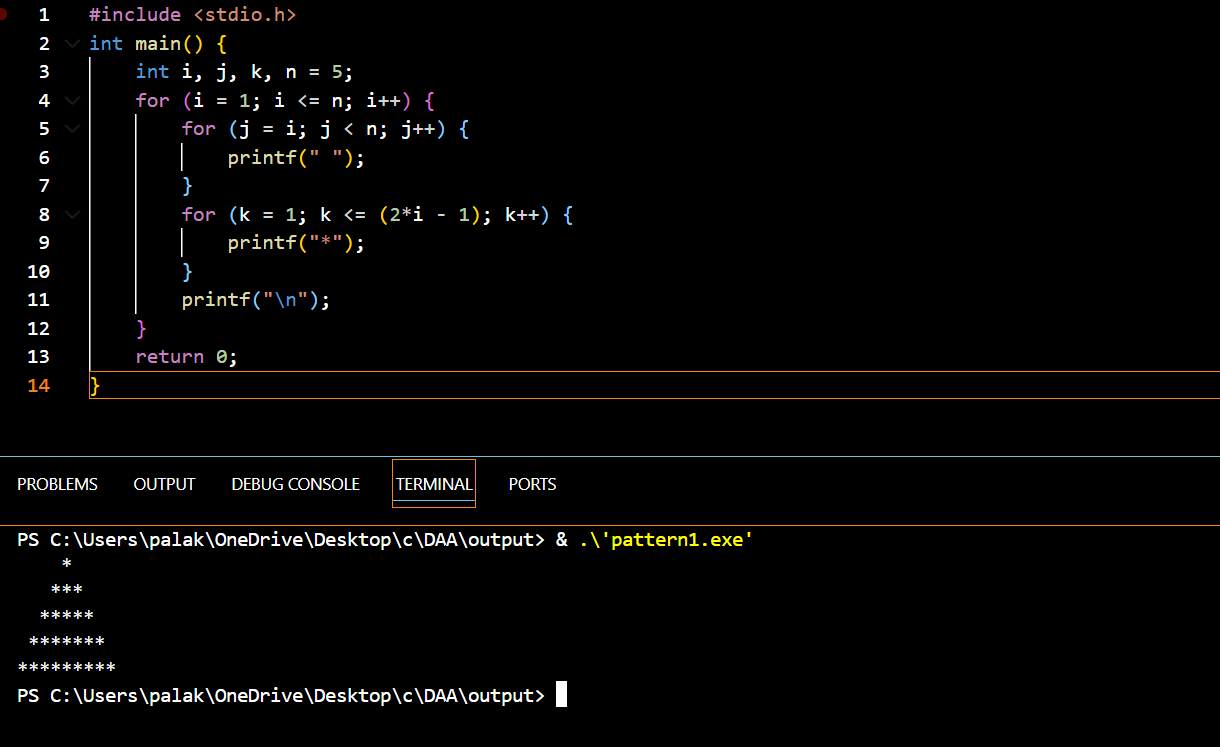 1 #include <stdio.h>
2 int main() {
3     int i, j, k, n = 5;
4     for (i = 1; i <= n; i++) {
5         for (j = i; j < n; j++) {
6             printf(" ");
7         }
8         for (k = 1; k <= (2*i - 1); k++) {
9             printf("*");
10         }
11         printf("\n");
12     }
13     return 0;
14 }
PROBLEMS OUTPUT DEBUG CONSOLE TERMINAL PORTS
PS C:\Users\palak\OneDrive\Desktop\c\DAA\output> & .\'pattern1.exe'
    *
   ***
  *****
 *******
*********
PS C:\Users\palak\OneDrive\Desktop\c\DAA\output>